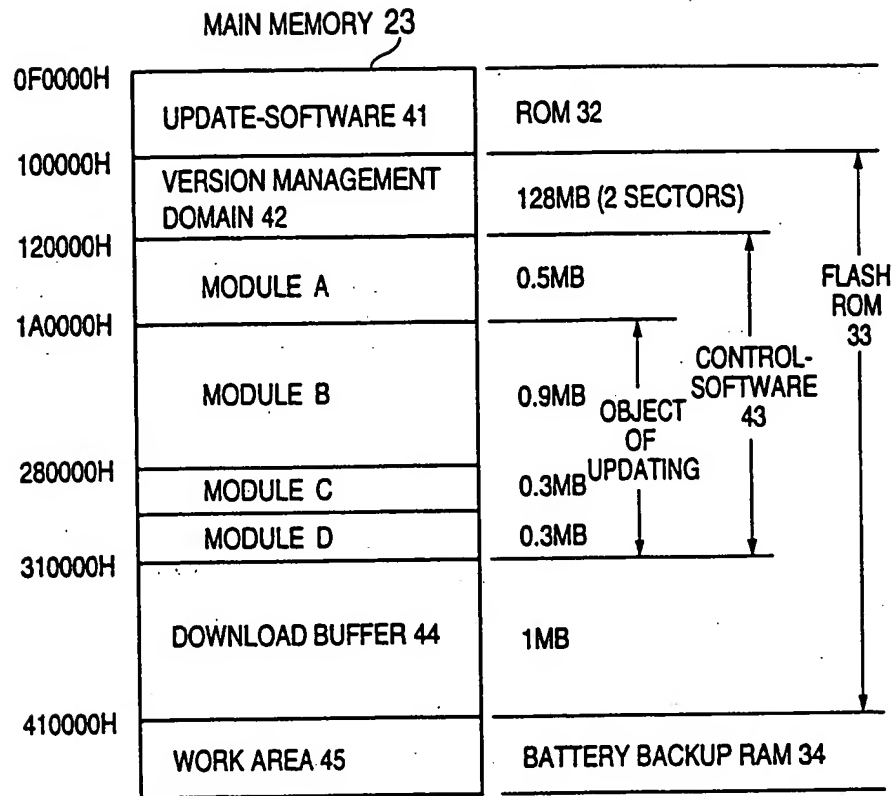 MAIN MEMORY 23
0F0000H
UPDATE-SOFTWARE 41
ROM 32
100000H
VERSION MANAGEMENT
DOMAIN 42
128MB (2 SECTORS)
120000H
MODULE A
0.5MB
FLASH
ROM
33
1A0000H
MODULE B
0.9MB
OBJECT
OF
UPDATING
CONTROL-
SOFTWARE
43
280000H
MODULE C
0.3MB
MODULE D
0.3MB
310000H
DOWNLOAD BUFFER 44
1MB
410000H
WORK AREA 45
BATTERY BACKUP RAM 34